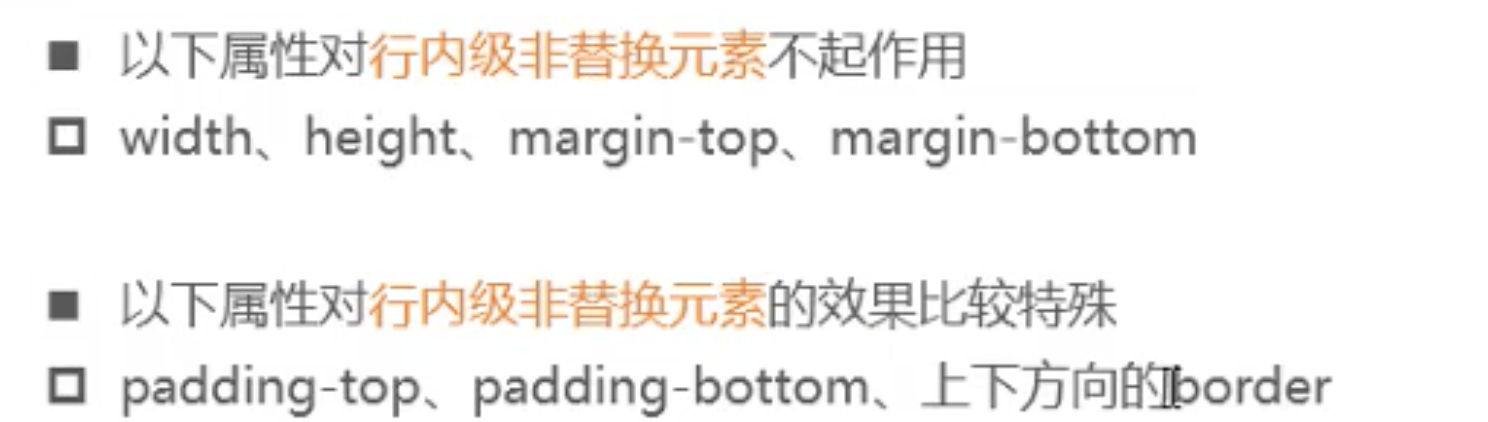 以下属性对行内级非替换元素不起作用
width、height、margin-top、margin-bottom
以下属性对行内级非替换元素的效果比较特殊
padding-top、padding-bottom、上下方向的border